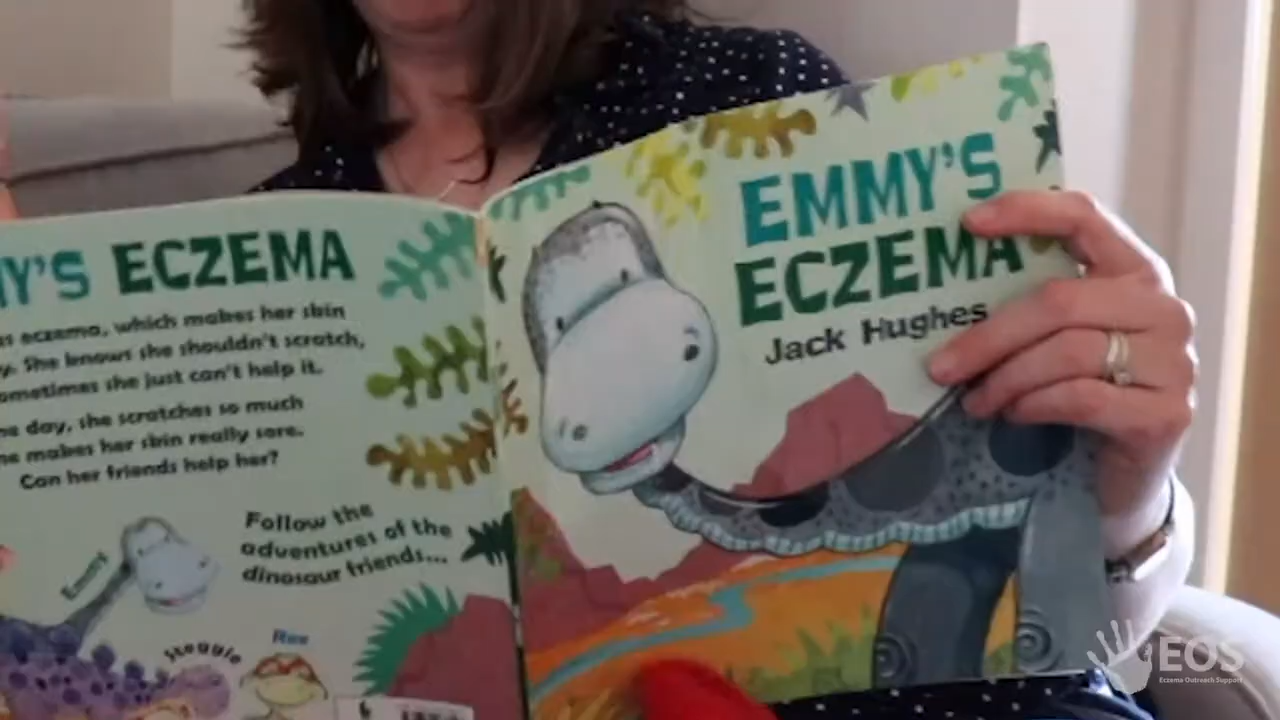 MY'S ECZEMA
eczema, which makes her skin
She knows she shouldn't scratch,
sometimes she just can't help it.
day, she scratches so much
makes her skin really sore.
Can her friends help her?
Follow the
adventures of the
dinosaur friends...
Emmy
Steggie
Rex
EMMY'S
ECZEMA
Jack Hughes
EOS
Eczema Outreach Support